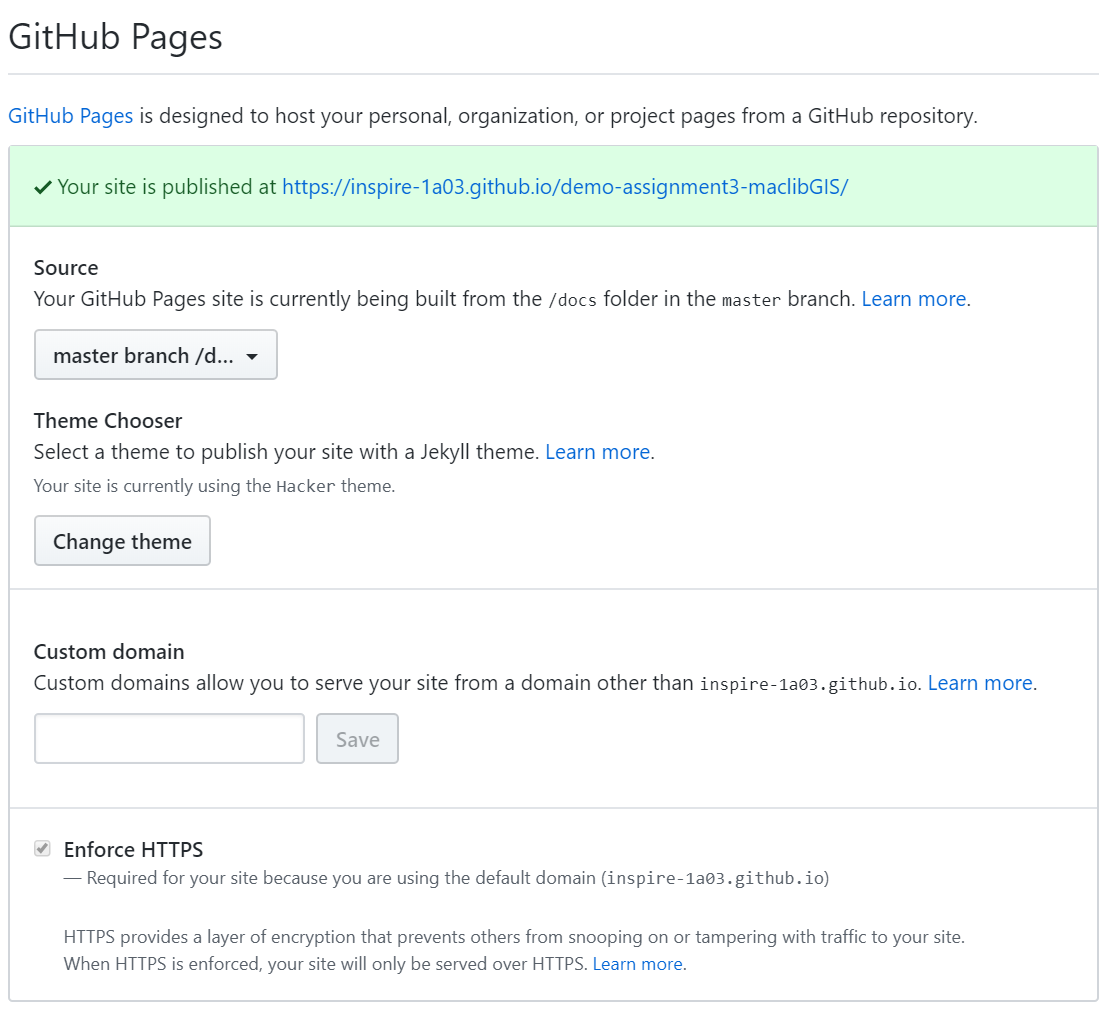 GitHub Pages
GitHub Pages is designed to host your personal, organization, or project pages from a GitHub repository.
Your site is published at https://inspire-1a03.github.io/demo-assignment3-maclibGIS/
Source
Your GitHub Pages site is currently being built from the /docs folder in the master branch. Learn more.
master branch /d...
Theme Chooser
Select a theme to publish your site with a Jekyll theme. Learn more.
Your site is currently using the Hacker theme.
Change theme
Custom domain
Custom domains allow you to serve your site from a domain other than inspire-1a03.github.io. Learn more.
Save
Enforce HTTPS
— Required for your site because you are using the default domain (inspire-1a03.github.io)
HTTPS provides a layer of encryption that prevents others from snooping on or tampering with traffic to your site.
When HTTPS is enforced, your site will only be served over HTTPS. Learn more.